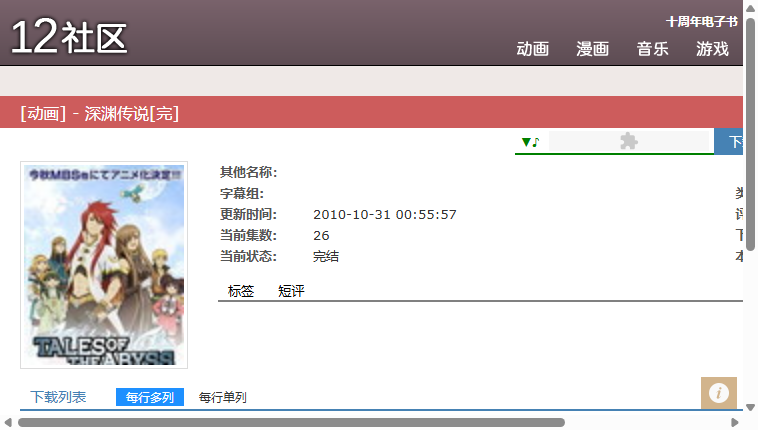 12社区
十周年电子书
动画 漫画 音乐 游戏
[动画] - 深渊传说[完]
▼♪
今秋MBS他にてアニメ化決定!!!
TALES OF THE ABYSS
其他名称:
字幕组:
更新时间: 2010-10-31 00:55:57
当前集数: 26
当前状态: 完结
标签 短评
下载列表 每行多列 每行单列
i